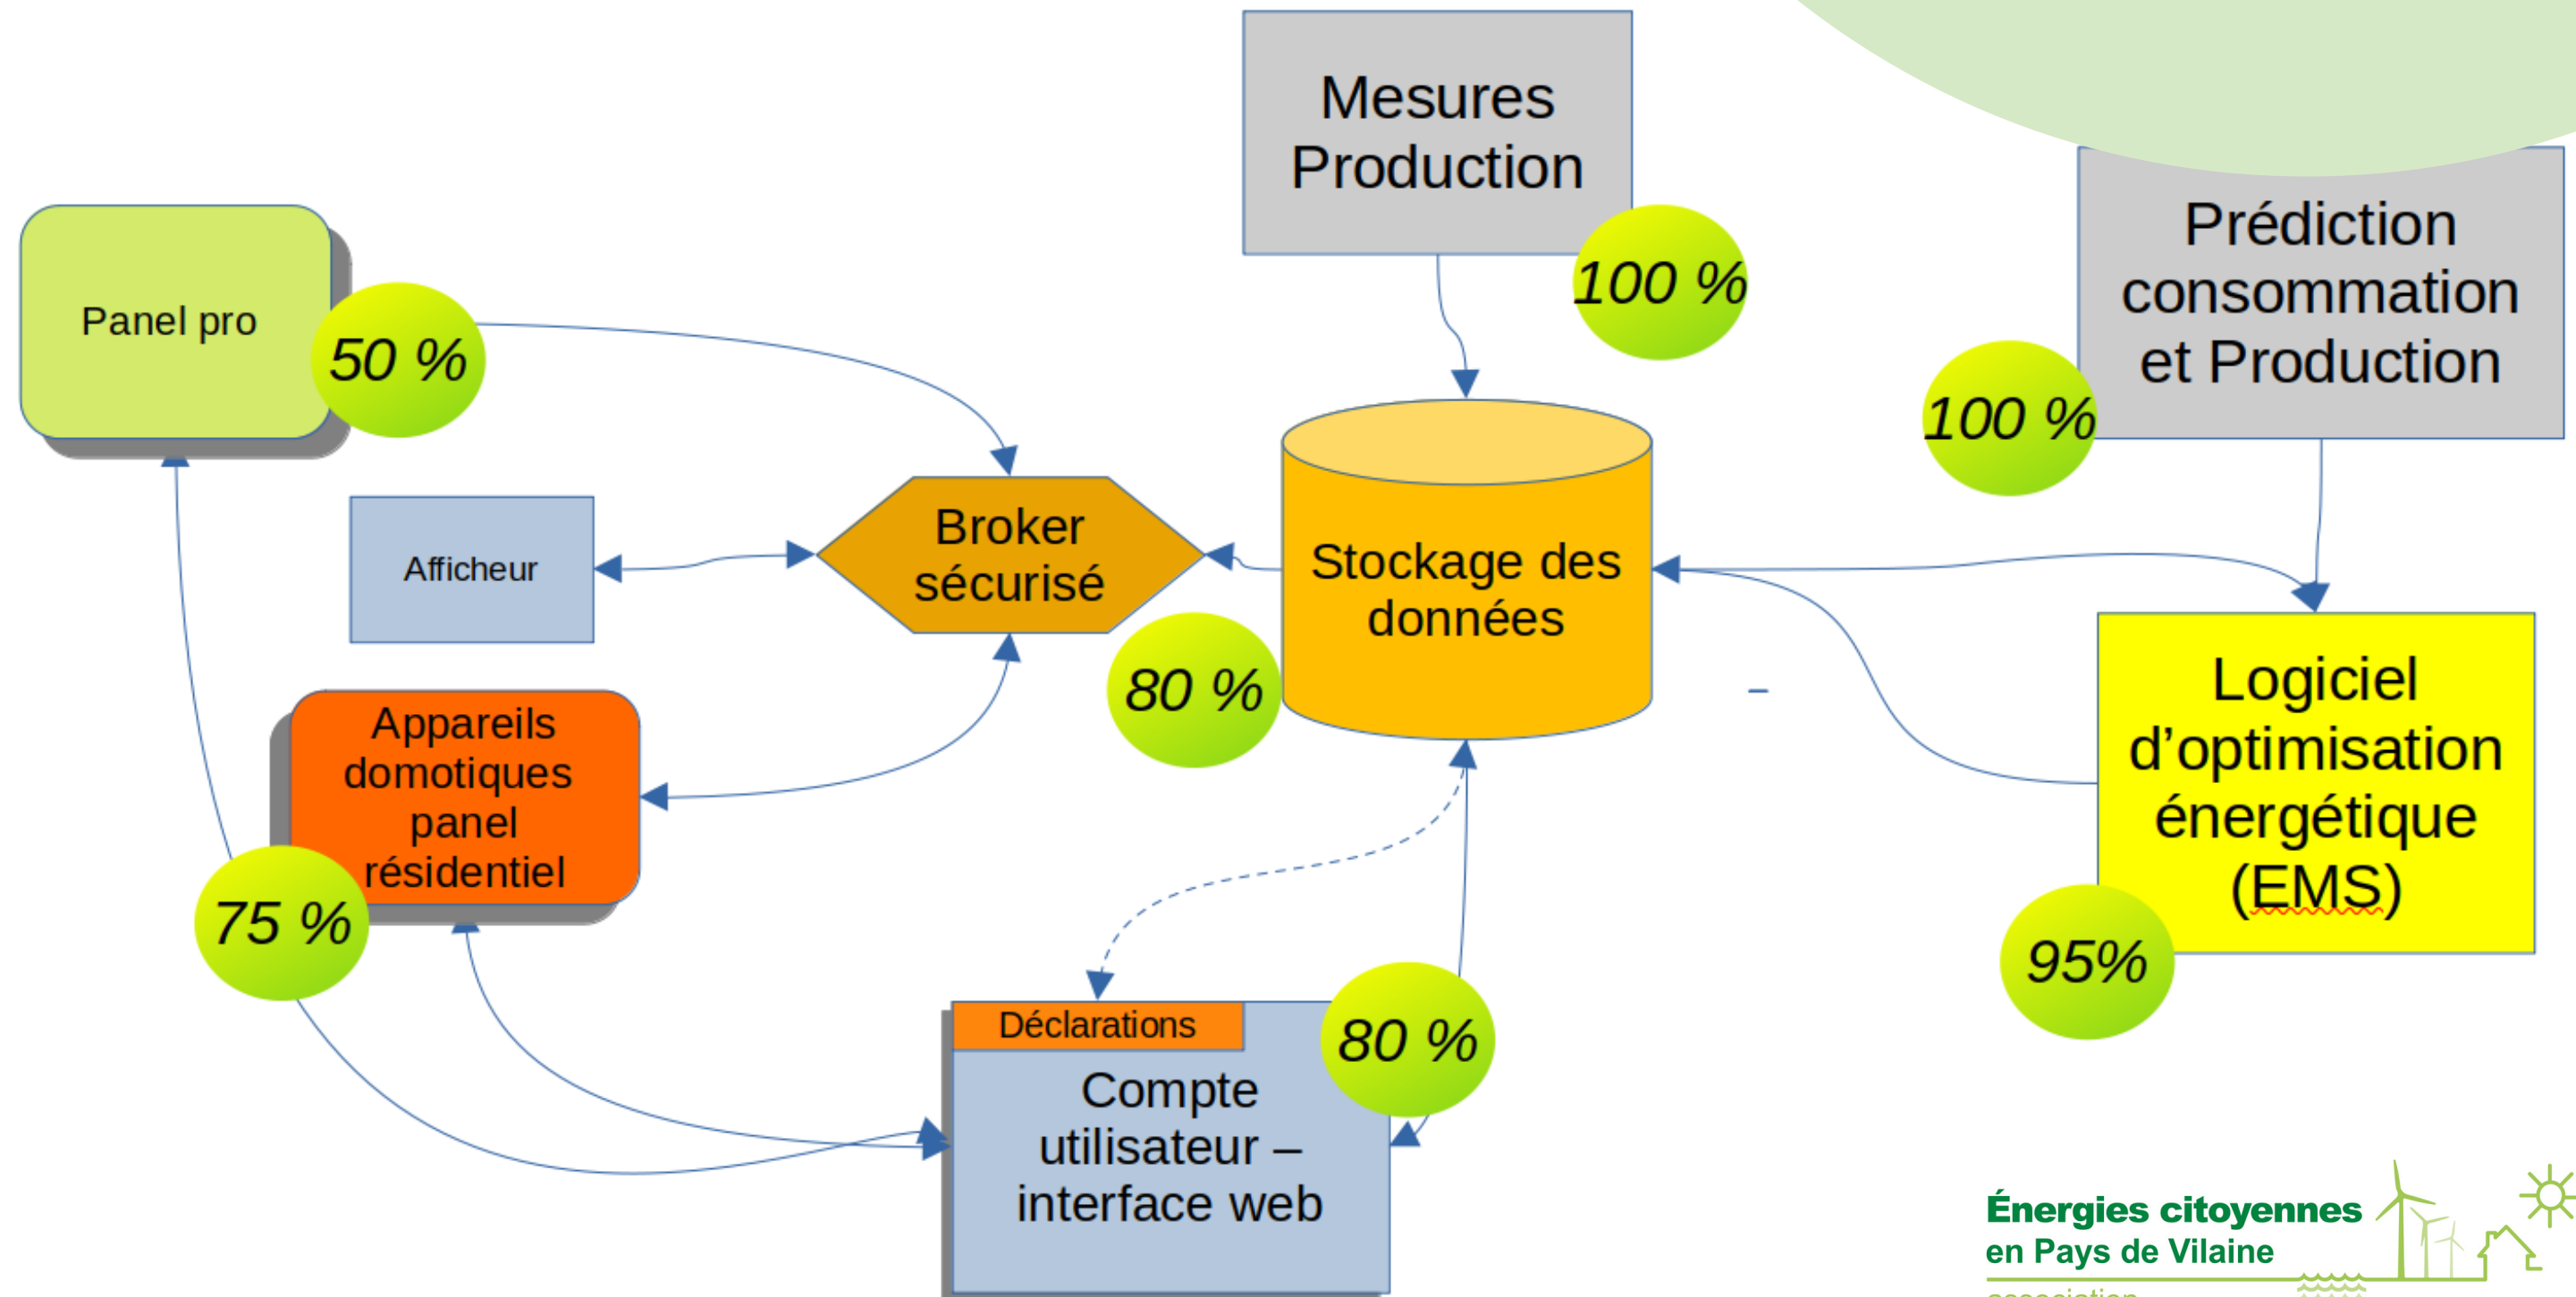 Mesures
Production
100 %
Prédiction
consommation
et Production
100 %
Panel pro
50 %
Afficheur
Broker
sécurisé
Stockage des
données
80 %
–
Appareils
domotiques
panel
résidentiel
75 %
Logiciel
d’optimisation
énergétique
(EMS)
95%
Déclarations
80 %
Compte
utilisateur –
interface web
Énergies citoyennes
en Pays de Vilaine
association